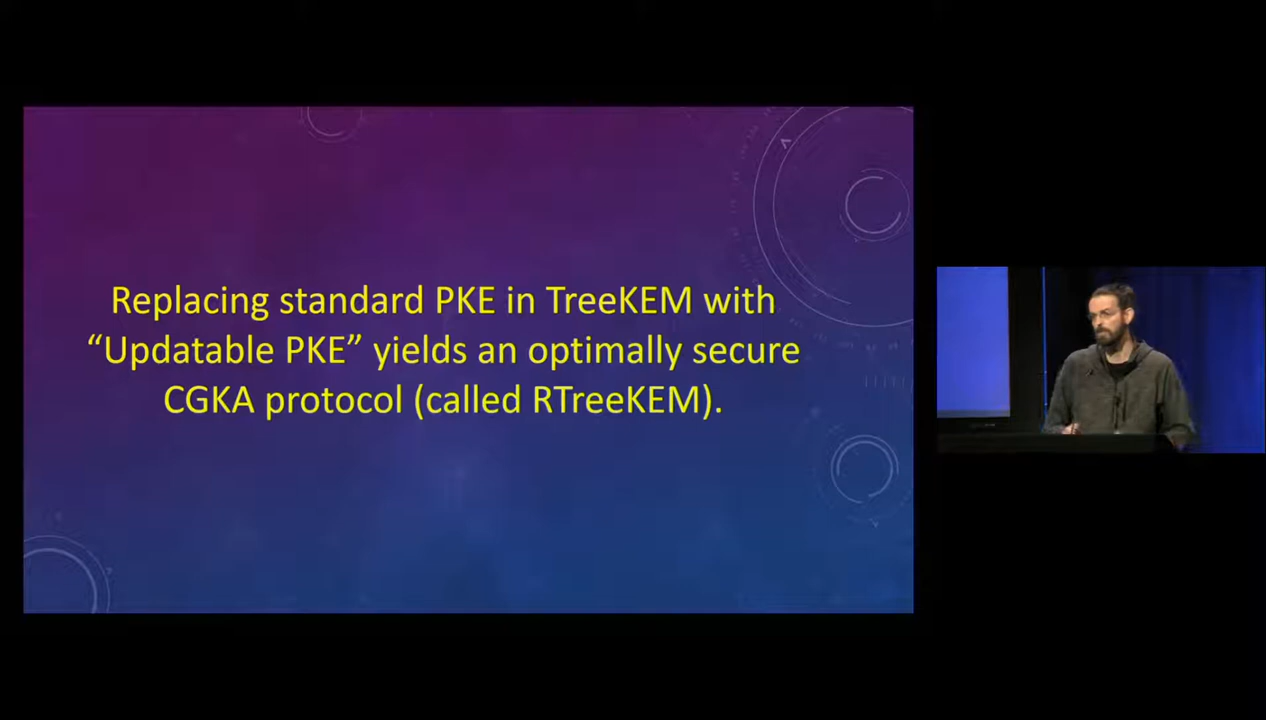 Replacing standard PKE in TreeKEM with
“Updatable PKE” yields an optimally secure
CGKA protocol (called RTreeKEM).